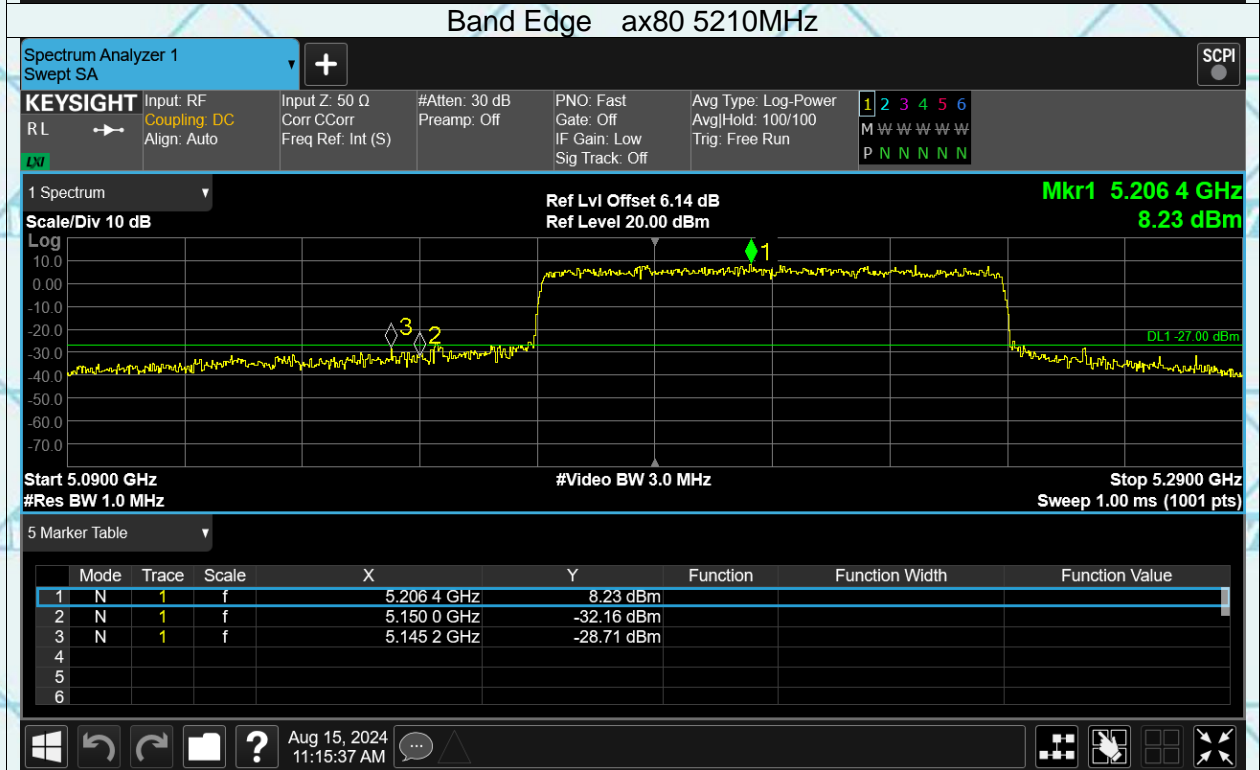 Band Edge ax80 5210MHz
Spectrum Analyzer 1
Swept SA
SCPI
KEYSIGHT
RL
LXI
Input: RF
Coupling: DC
Align: Auto
Input Z: 50 Ω
Corr CCorr
Freq Ref: Int (S)
#Atten: 30 dB
Preamp: Off
PNO: Fast
Gate: Off
IF Gain: Low
Sig Track: Off
Avg Type: Log-Power
Avg|Hold: 100/100
Trig: Free Run
1 2 3 4 5 6
M W W W W W
P N N N N N
1 Spectrum
Scale/Div 10 dB
Ref Lvl Offset 6.14 dB
Ref Level 20.00 dBm
Mkr1 5.206 4 GHz
8.23 dBm
Log
10.0
0.00
-10.0
-20.0
-30.0
-40.0
-50.0
-60.0
-70.0
1
3
2
DL1 -27.00 dBm
Start 5.0900 GHz
#Video BW 3.0 MHz
Stop 5.2900 GHz
#Res BW 1.0 MHz
Sweep 1.00 ms (1001 pts)
5 Marker Table
Mode Trace Scale X Y Function Function Width Function Value
1 N 1 f 5.206 4 GHz 8.23 dBm
2 N 1 f 5.150 0 GHz -32.16 dBm
3 N 1 f 5.145 2 GHz -28.71 dBm
4
5
6
?
Aug 15, 2024
11:15:37 AM